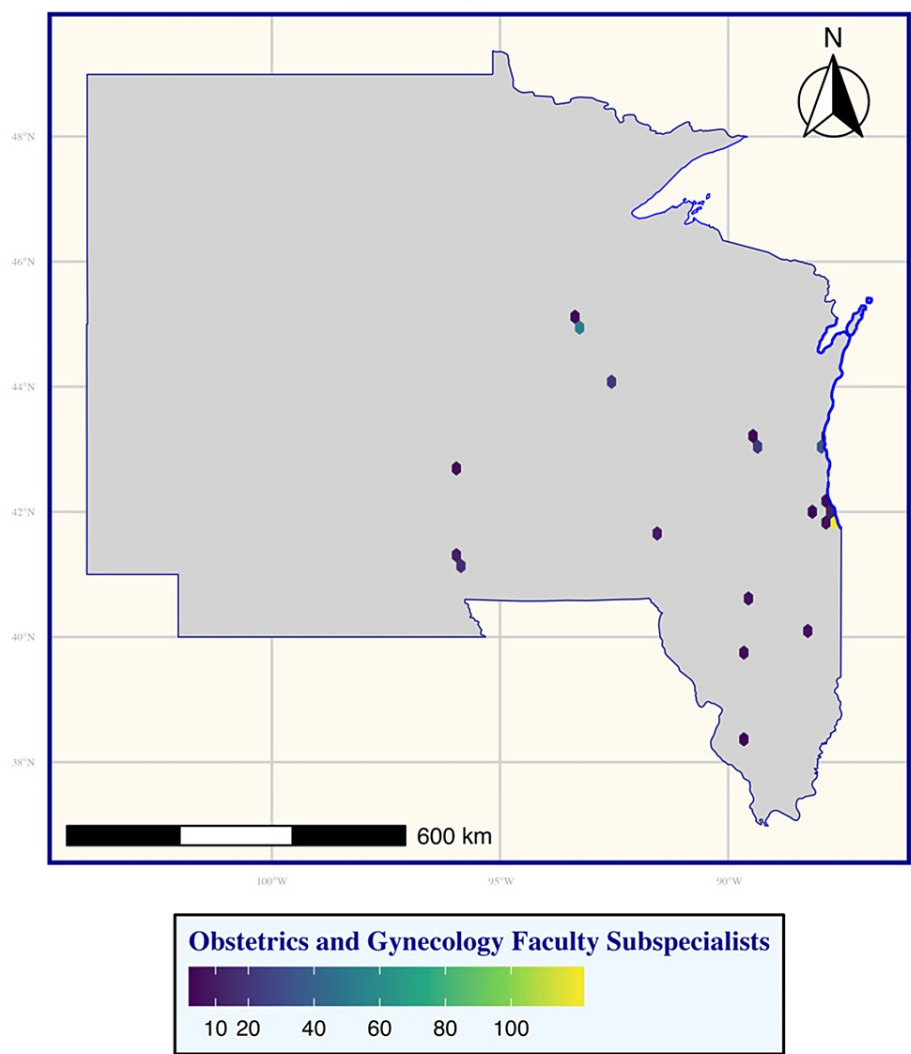 N
48°N
46°N
44°N
42°N
40°N
38°N
600 km
100°W 95°W 90°W
Obstetrics and Gynecology Faculty Subspecialists
10 20 40 60 80 100